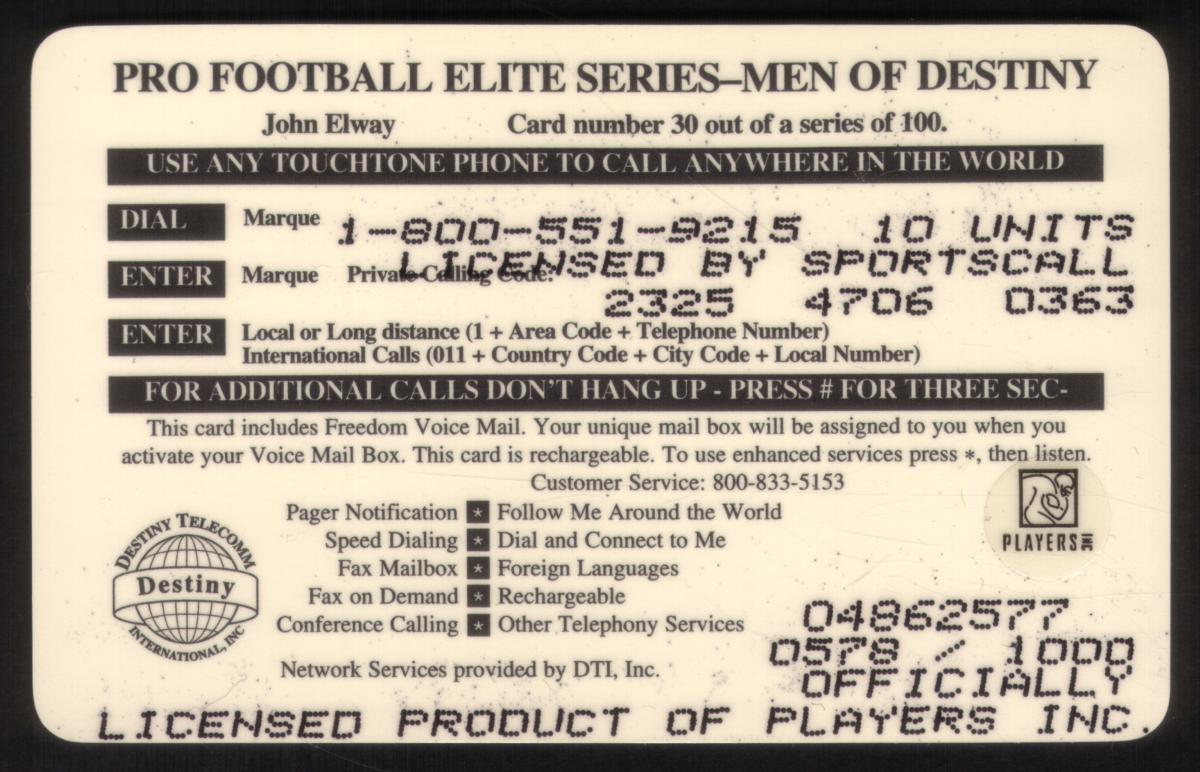 PRO FOOTBALL ELITE SERIES–MEN OF DESTINY
John Elway Card number 30 out of a series of 100.
USE ANY TOUCHTONE PHONE TO CALL ANYWHERE IN THE WORLD
DIAL Marque 1-800-551-9215 10 UNITS
LICENSED BY SPORTSCALL
ENTER Marque Private Calling Code:
2325 4706 0363
ENTER Local or Long distance (1 + Area Code + Telephone Number)
International Calls (011 + Country Code + City Code + Local Number)
FOR ADDITIONAL CALLS DON'T HANG UP - PRESS # FOR THREE SEC-
This card includes Freedom Voice Mail. Your unique mail box will be assigned to you when you
activate your Voice Mail Box. This card is rechargeable. To use enhanced services press *, then listen.
Customer Service: 800-833-5153
Pager Notification * Follow Me Around the World
Speed Dialing * Dial and Connect to Me
Fax Mailbox * Foreign Languages
Fax on Demand * Rechargeable
Conference Calling * Other Telephony Services
Network Services provided by DTI, Inc.
DESTINY TELECOMM
Destiny
INTERNATIONAL, INC
PLAYERS INC
04862577
0578 / 1000
OFFICIALLY
LICENSED PRODUCT OF PLAYERS INC.